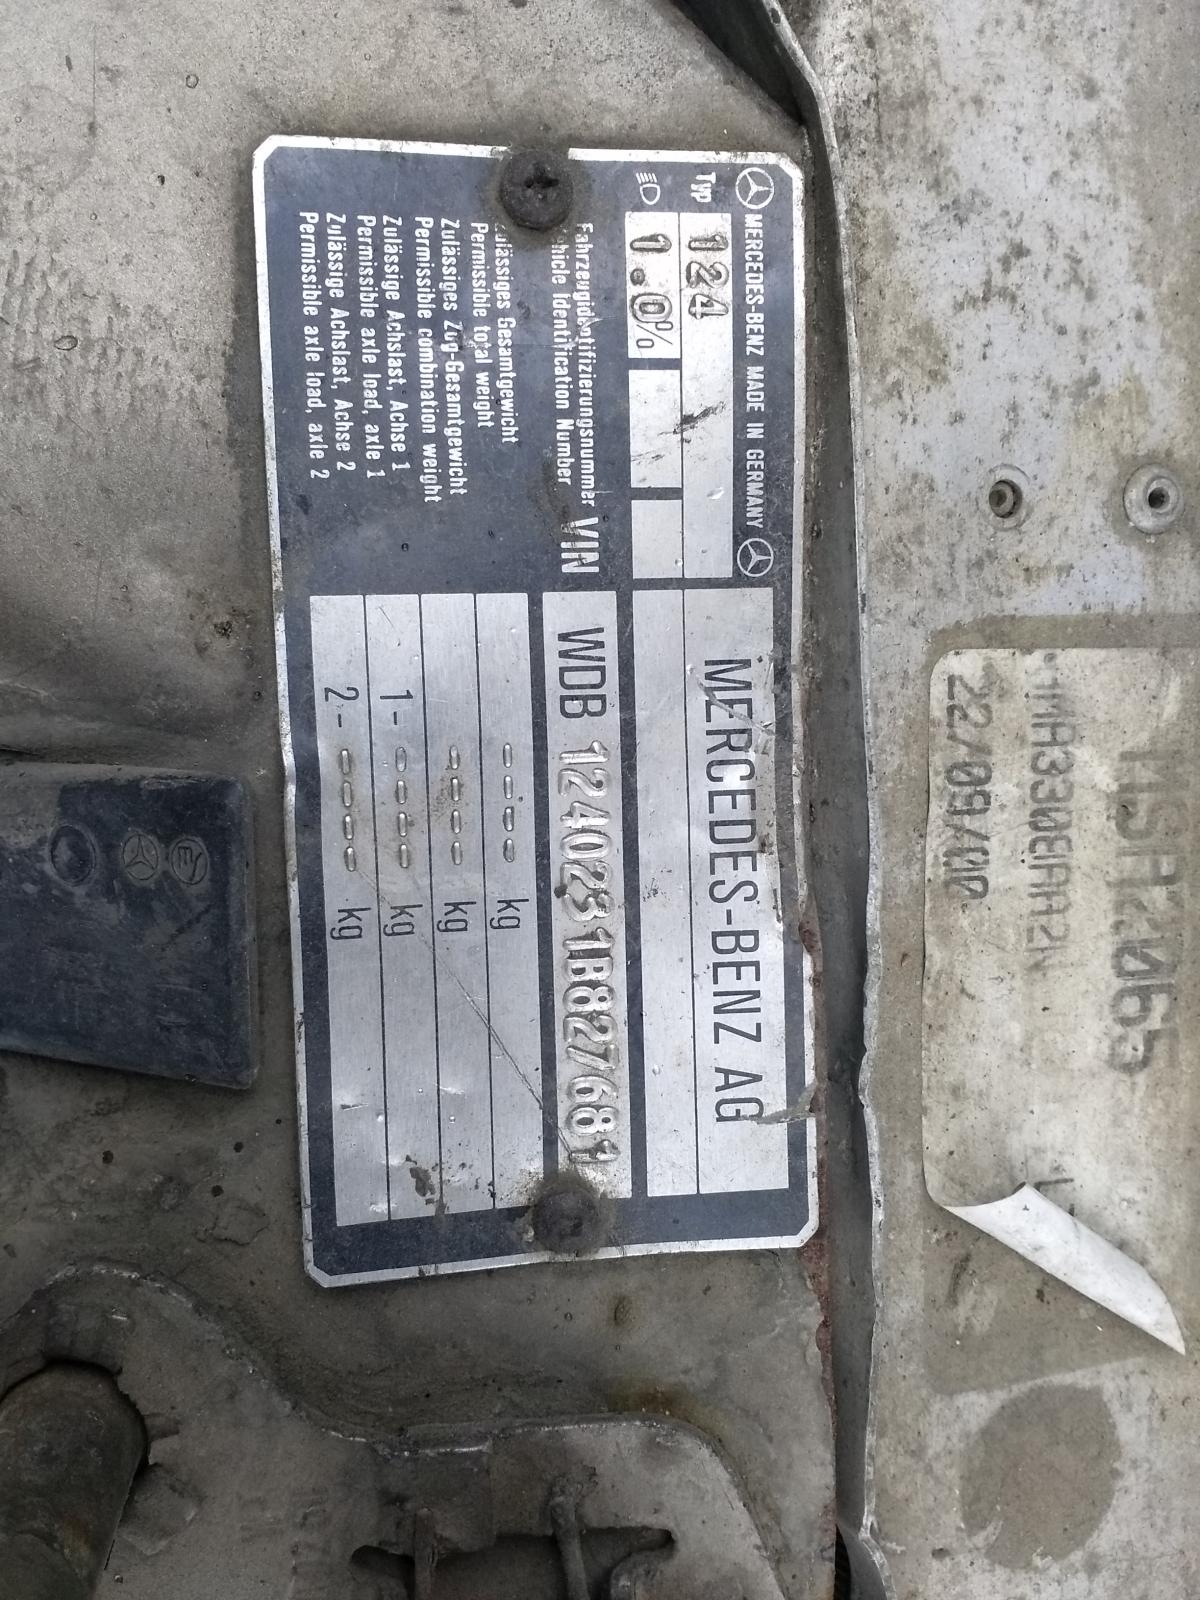 MERCEDES-BENZ MADE IN GERMANY
Typ 124
1.0%
MERCEDES-BENZ AG
Fahrzeugidentifizierungsnummer
Vehicle Identification Number
VIN WDB 1240231B827681
Zulässiges Gesamtgewicht
Permissible total weight
---- kg
Zulässiges Zug-Gesamtgewicht
Permissible combination weight
---- kg
Zulässige Achslast, Achse 1
Permissible axle load, axle 1
1- ---- kg
Zulässige Achslast, Achse 2
Permissible axle load, axle 2
2- ---- kg
22/09/00